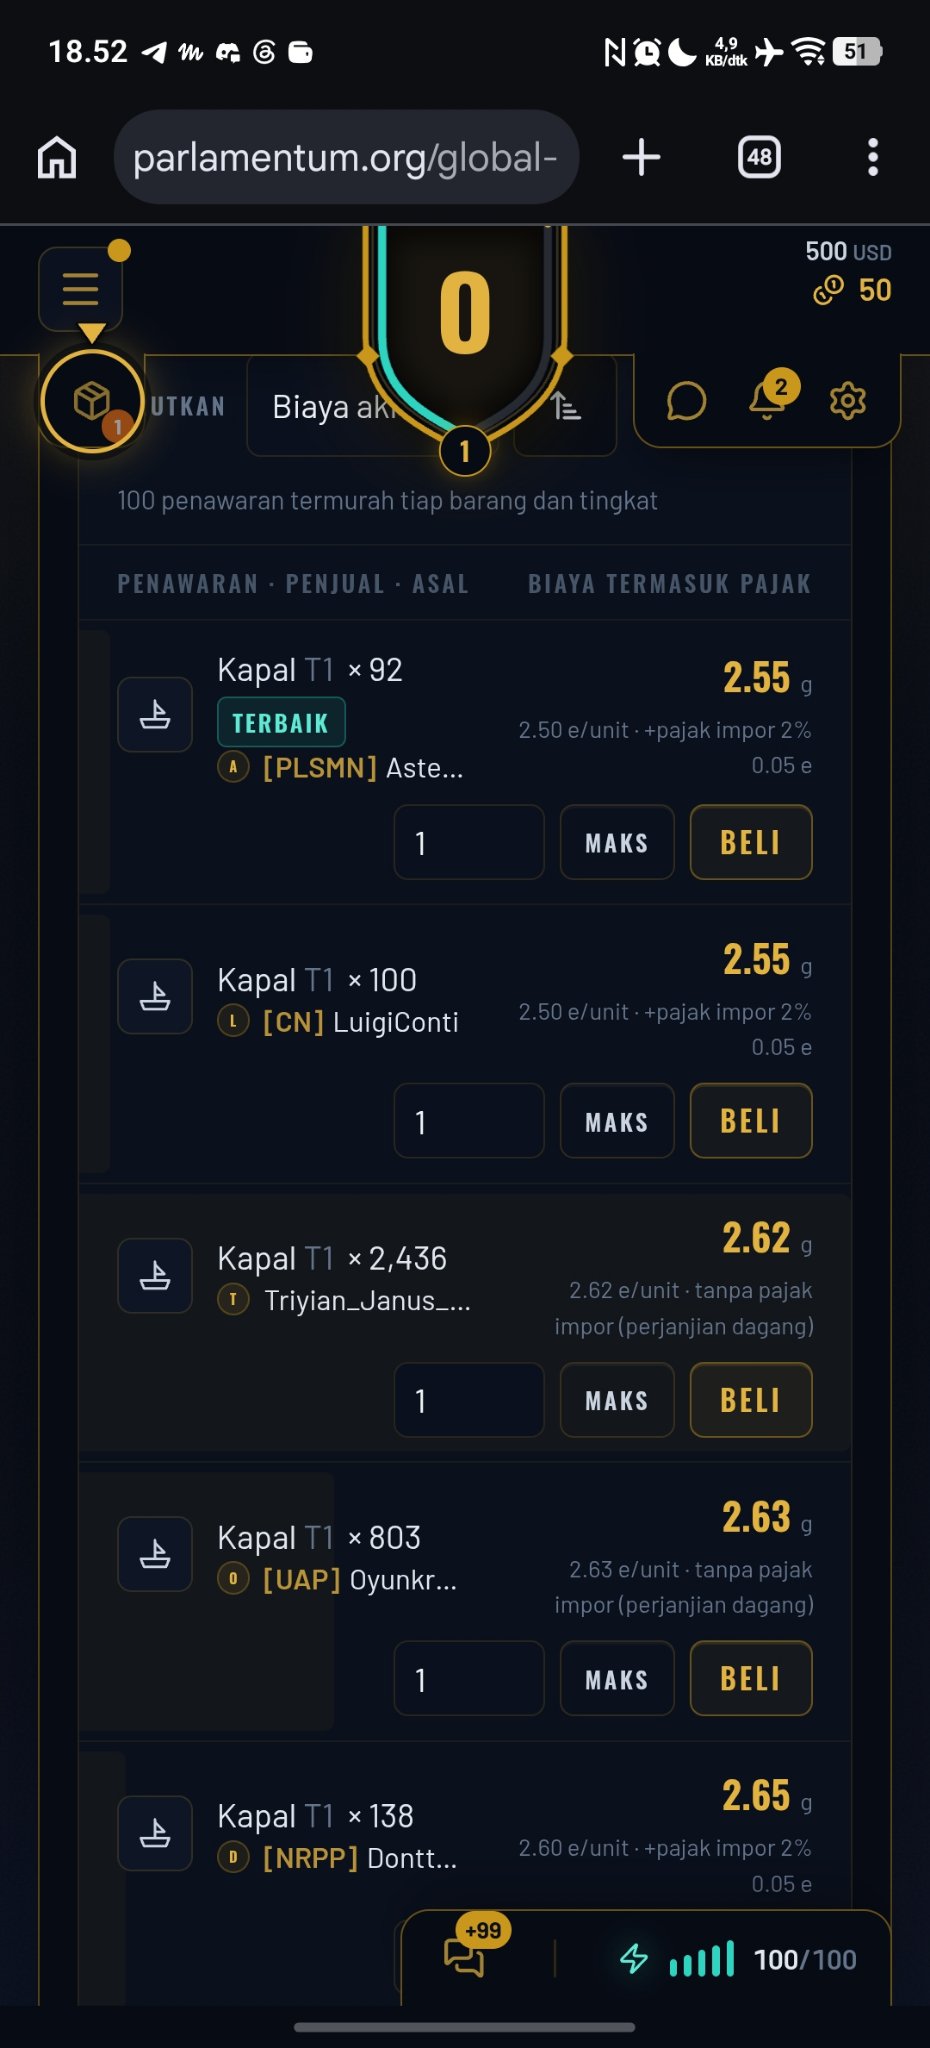 18.52
4,9
KB/dtk
51
parlamentum.org/global-
48
0
1
500 USD
50
1
UTKAN
2
100 penawaran termurah tiap barang dan tingkat
PENAWARAN · PENJUAL · ASAL
BIAYA TERMASUK PAJAK
Kapal T1 × 92
TERBAIK
A [PLSMN] Aste...
2.55 g
2.50 e/unit · +pajak impor 2%
0.05 e
1
MAKS
BELI
Kapal T1 × 100
L [CN] LuigiConti
2.55 g
2.50 e/unit · +pajak impor 2%
0.05 e
1
MAKS
BELI
Kapal T1 × 2,436
T Triyian_Janus_...
2.62 g
2.62 e/unit · tanpa pajak
impor (perjanjian dagang)
1
MAKS
BELI
Kapal T1 × 803
O [UAP] Oyunkr...
2.63 g
2.63 e/unit · tanpa pajak
impor (perjanjian dagang)
1
MAKS
BELI
Kapal T1 × 138
D [NRPP] Dontt...
2.65 g
2.60 e/unit · +pajak impor 2%
0.05 e
+99
100/100